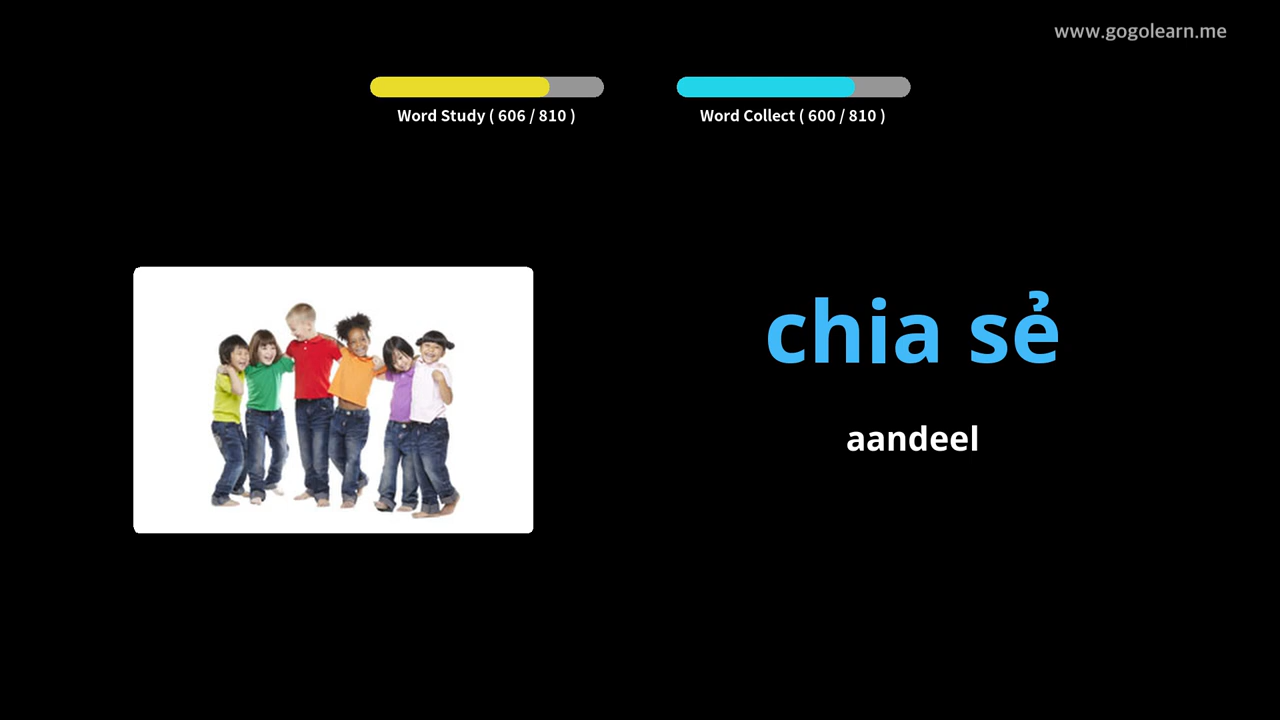 www.gogolearn.me
Word Study ( 606 / 810 )
Word Collect ( 600 / 810 )
chia sẻ
aandeel